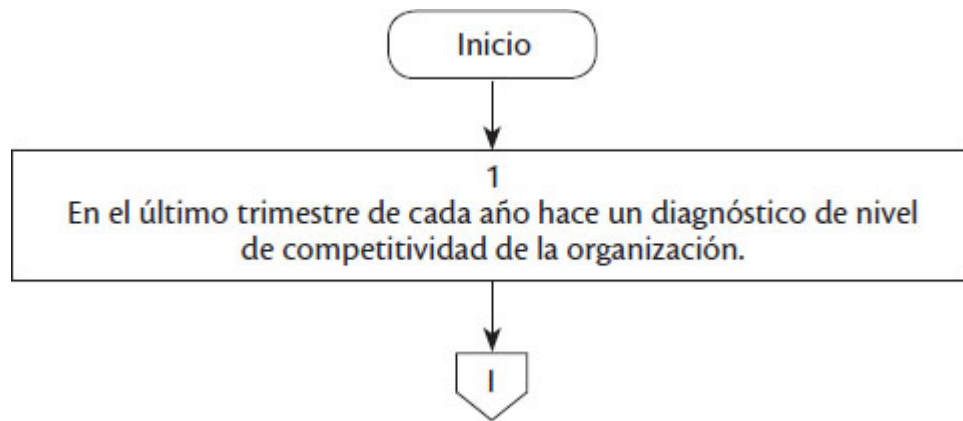 Inicio
1
En el último trimestre de cada año hace un diagnóstico de nivel
de competitividad de la organización.
I